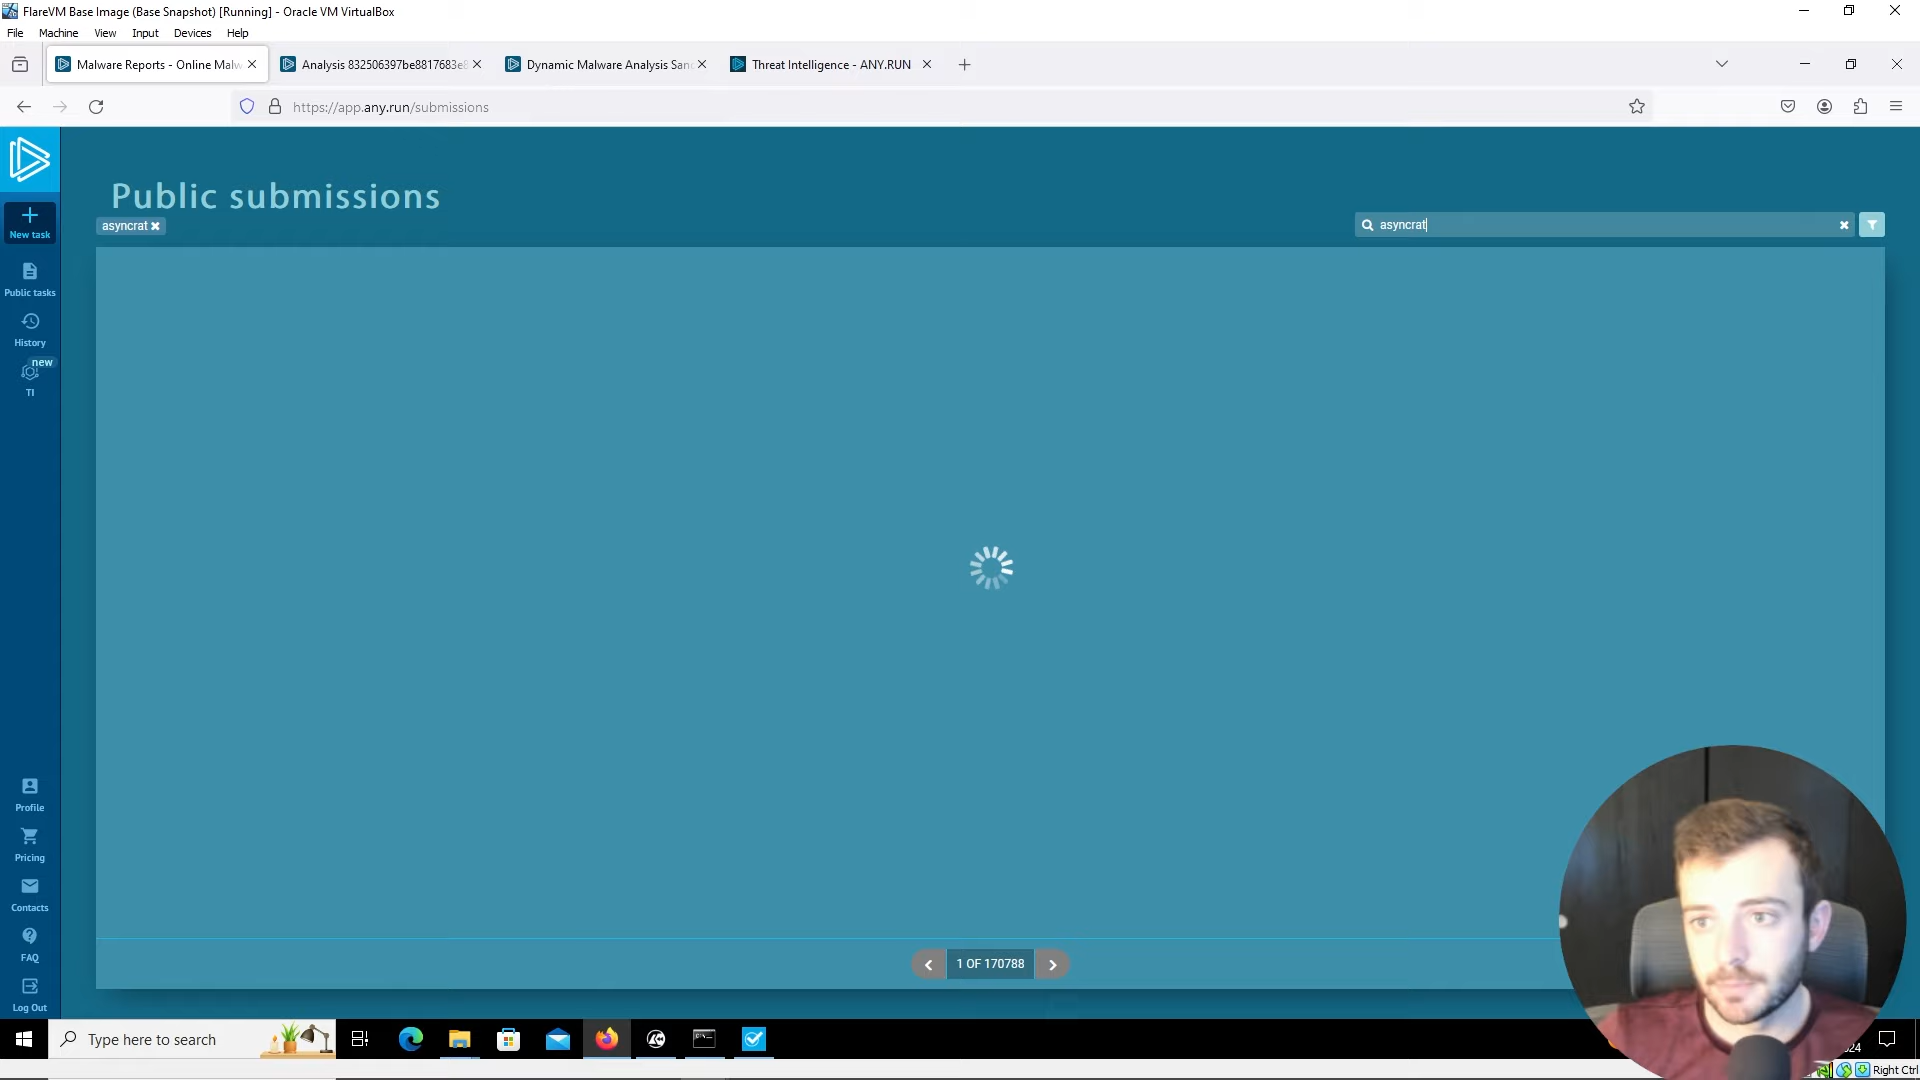 FlareVM Base Image (Base Snapshot) [Running] - Oracle VM VirtualBox
File Machine View Input Devices Help
Malware Reports - Online Malw
Analysis 832506397be8817683e8
Dynamic Malware Analysis San
Threat Intelligence - ANY.RUN
https://app.any.run/submissions
Public submissions
asyncrat
asyncrat
New task
Public tasks
History
new
TI
1 OF 170788
Profile
Pricing
Contacts
FAQ
Log Out
Type here to search
Right Ctrl